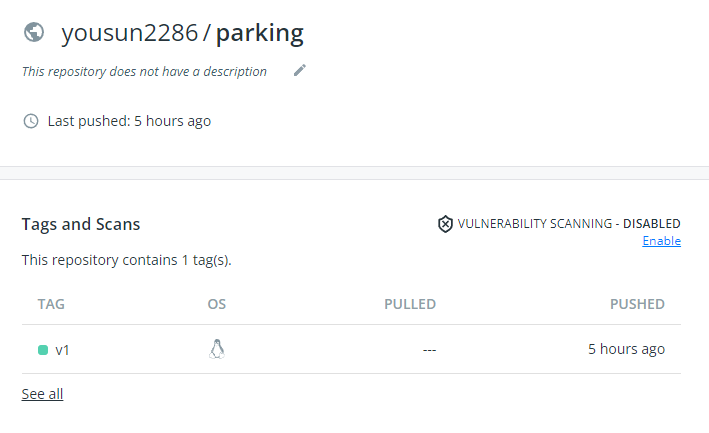 yousun2286 / parking
This repository does not have a description
Last pushed: 5 hours ago
Tags and Scans
VULNERABILITY SCANNING - DISABLED
Enable
This repository contains 1 tag(s).
TAG OS PULLED PUSHED
v1 --- 5 hours ago
See all